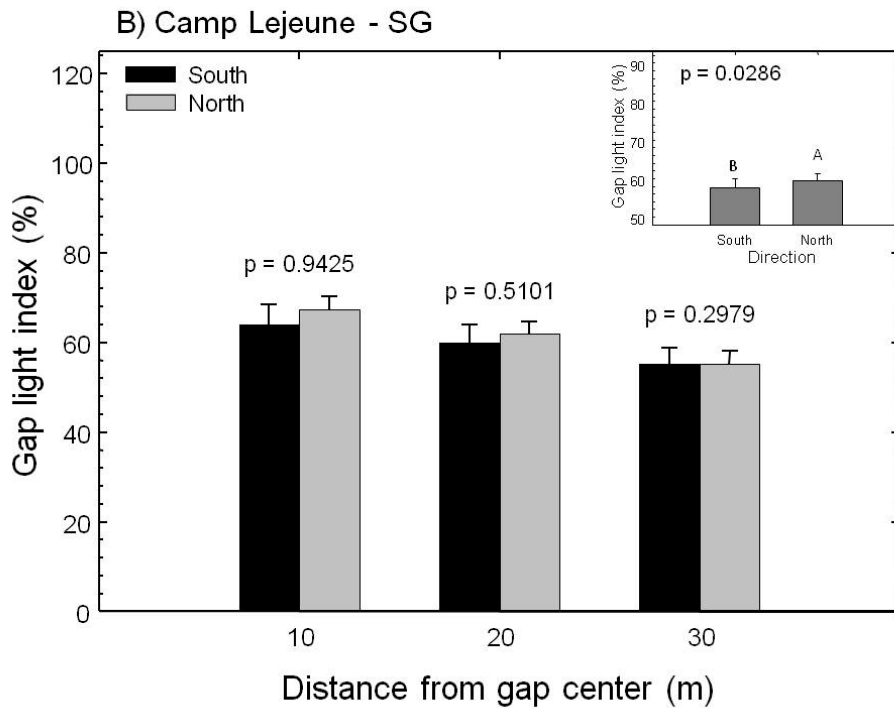 B) Camp Lejeune - SG
South
North
p = 0.0286
B
A
Gap light index (%)
90
80
70
60
50
South North
Direction
p = 0.9425
p = 0.5101
p = 0.2979
Gap light index (%)
120
100
80
60
40
20
0
10 20 30
Distance from gap center (m)